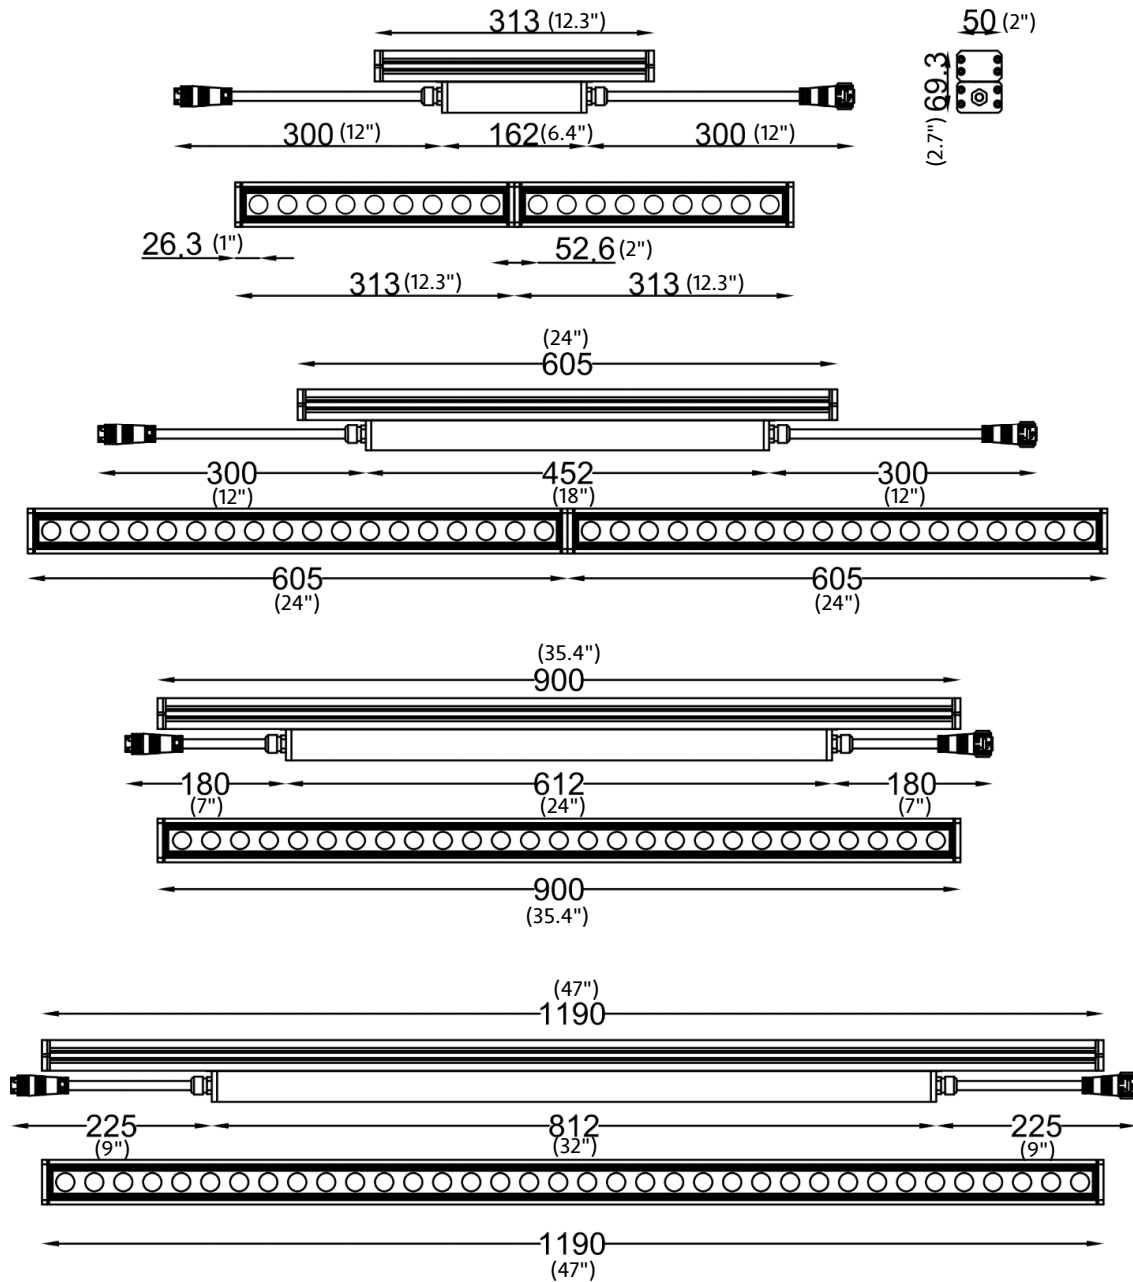 313 (12.3")
50 (2")
69.3
(2.7")
300 (12") 162 (6.4") 300 (12")
26.3 (1") 52.6 (2")
313 (12.3") 313 (12.3")
(24")
605
300 452 300
(12") (18") (12")
605 605
(24") (24")
(35.4")
900
180 612 180
(7") (24") (7")
900
(35.4")
(47")
1190
225 812 225
(9") (32") (9")
1190
(47")